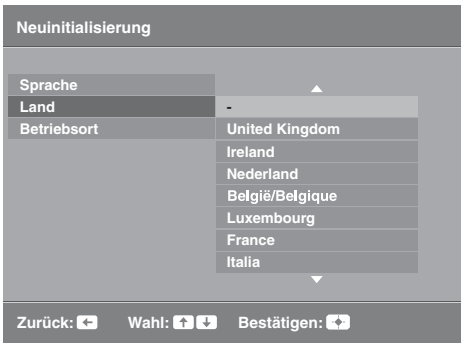 Neuinitialisierung
Sprache
Land
-
Betriebsort
United Kingdom
Ireland
Nederland
België/Belgique
Luxembourg
France
Italia
Zurück: Wahl: Bestätigen: